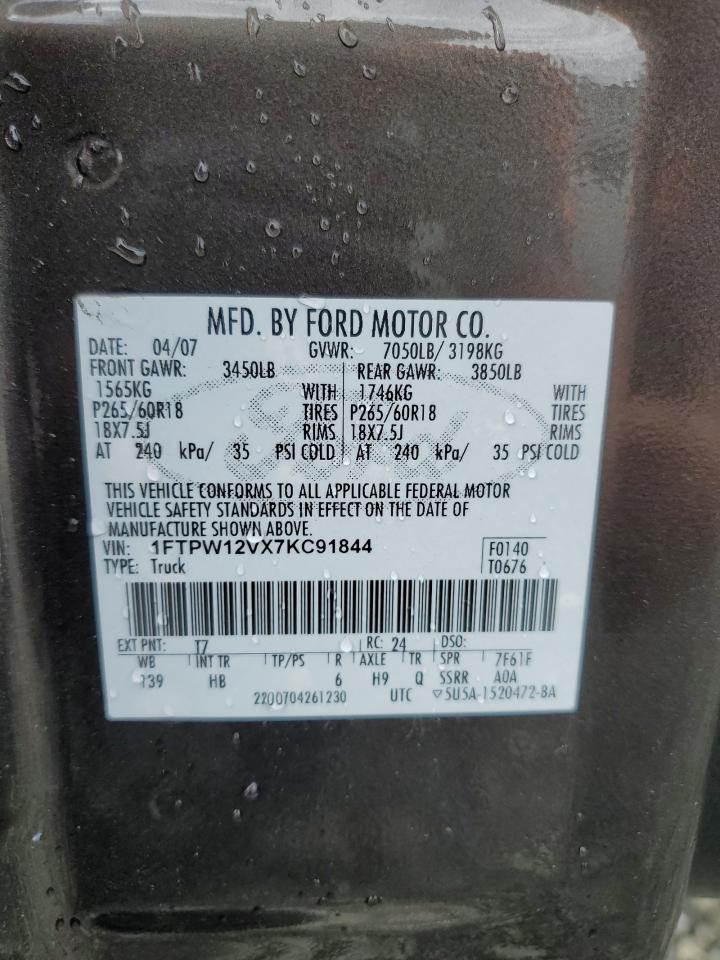 MFD. BY FORD MOTOR CO.
DATE: 04/07 GVWR: 7050LB/ 3198KG
FRONT GAWR: 3450LB REAR GAWR: 3850LB
1565KG WITH 1746KG WITH
P265/60R18 TIRES P265/60R18 TIRES
18X7.5J RIMS 18X7.5J RIMS
AT 240 kPa/ 35 PSI COLD AT 240 kPa/ 35 PSI COLD
Ford
THIS VEHICLE CONFORMS TO ALL APPLICABLE FEDERAL MOTOR
VEHICLE SAFETY STANDARDS IN EFFECT ON THE DATE OF
MANUFACTURE SHOWN ABOVE.
VIN: 1FTPW12VX7KC91844 F0140
TYPE: Truck T0676
EXT PNT: T7 RC: 24 DSO:
WB INT TR TP/PS R AXLE TR SPR 7F61F
139 HB 6 H9 Q SSRR A0A
2200704261230 UTC ▽5U5A-1520472-BA